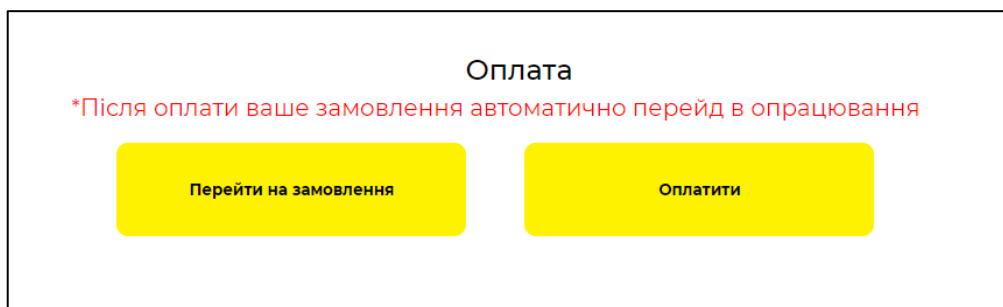 Оплата
*Після оплати ваше замовлення автоматично перейд в опрацювання
Перейти на замовлення
Оплатити